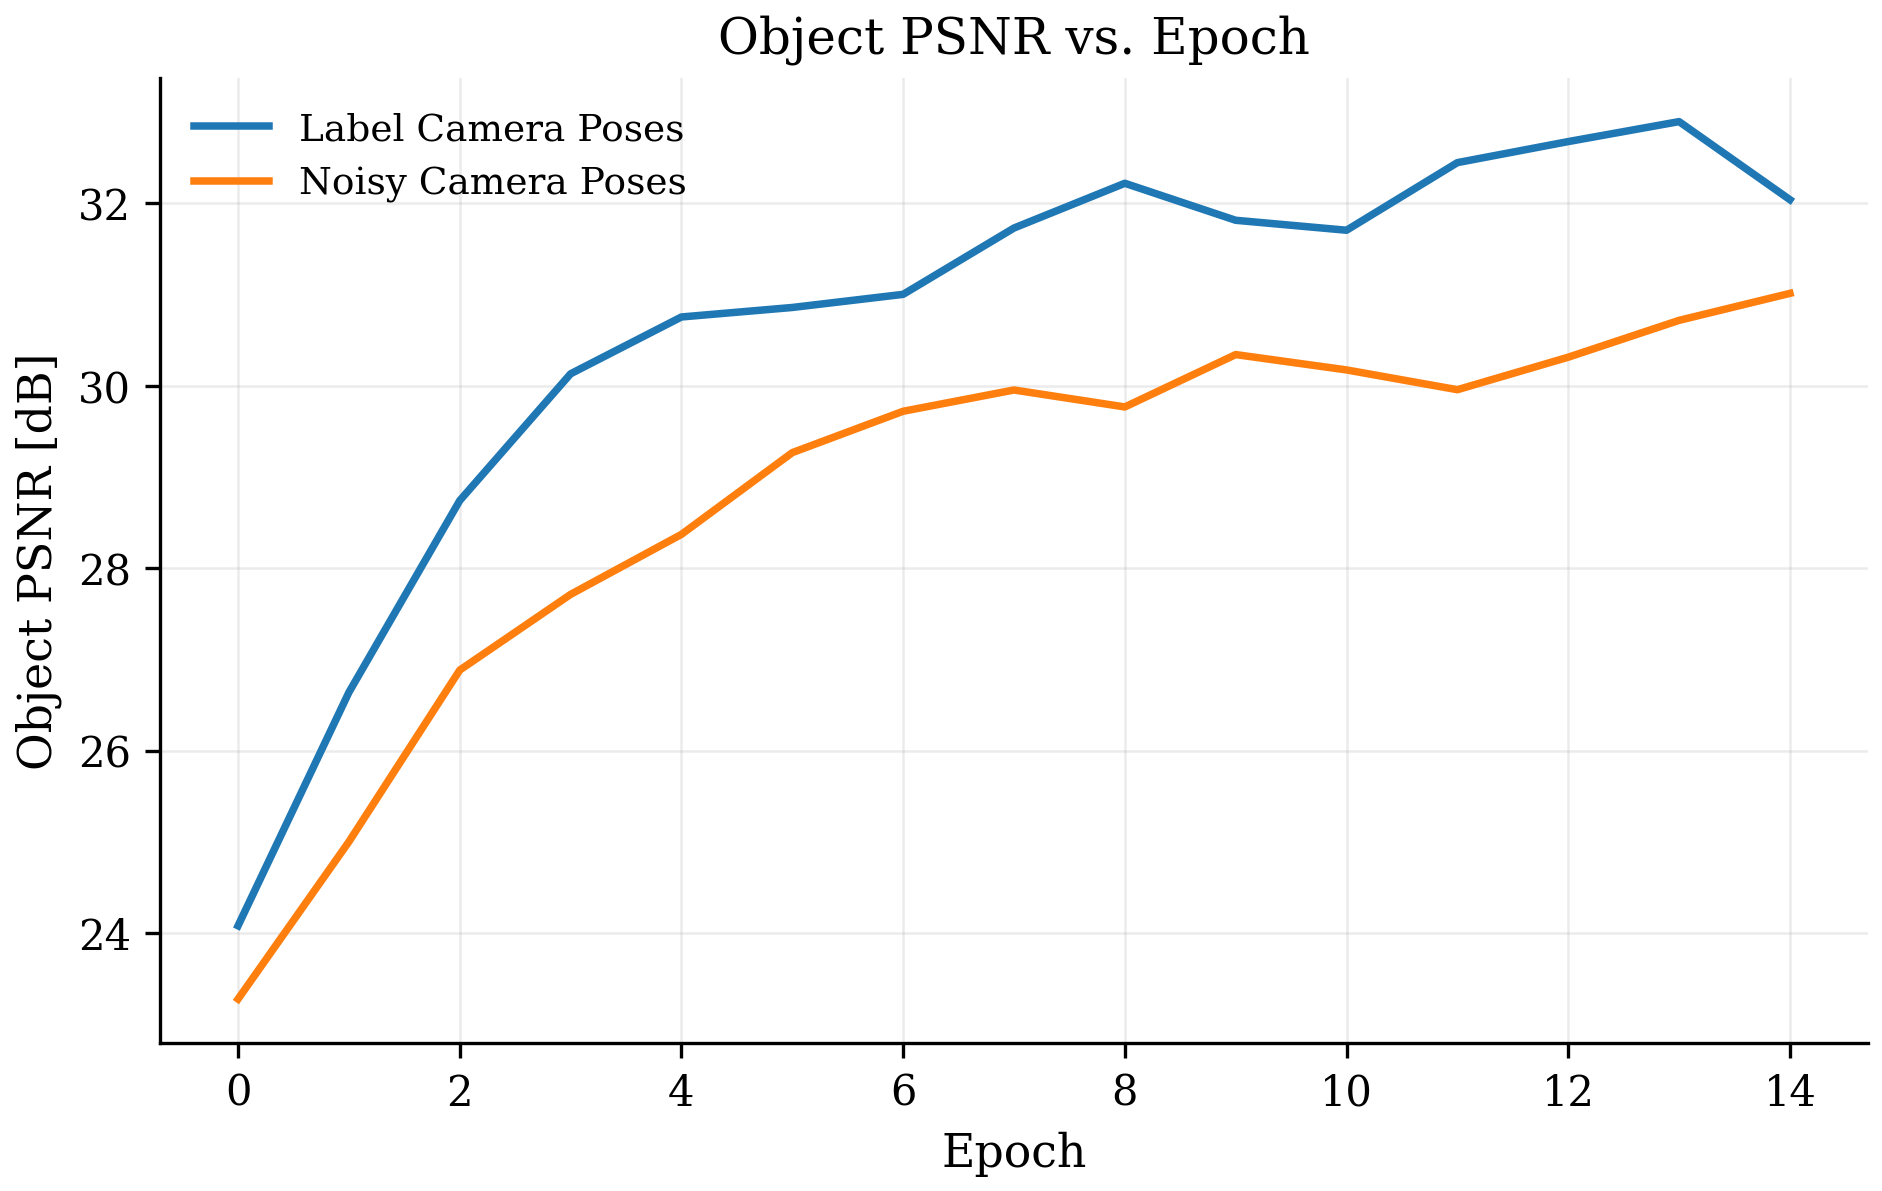 Object PSNR vs. Epoch
Label Camera Poses
Noisy Camera Poses
Object PSNR [dB]
32
30
28
26
24
0 2 4 6 8 10 12 14
Epoch